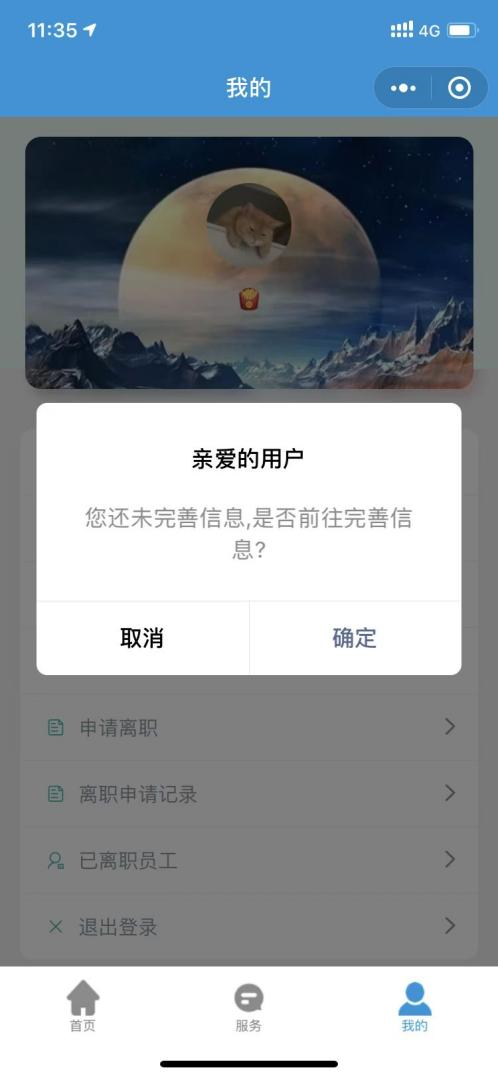 11:35
4G
我的
亲爱的用户
您还未完善信息,是否前往完善信
息?
取消
确定
申请离职
离职申请记录
已离职员工
退出登录
首页
服务
我的